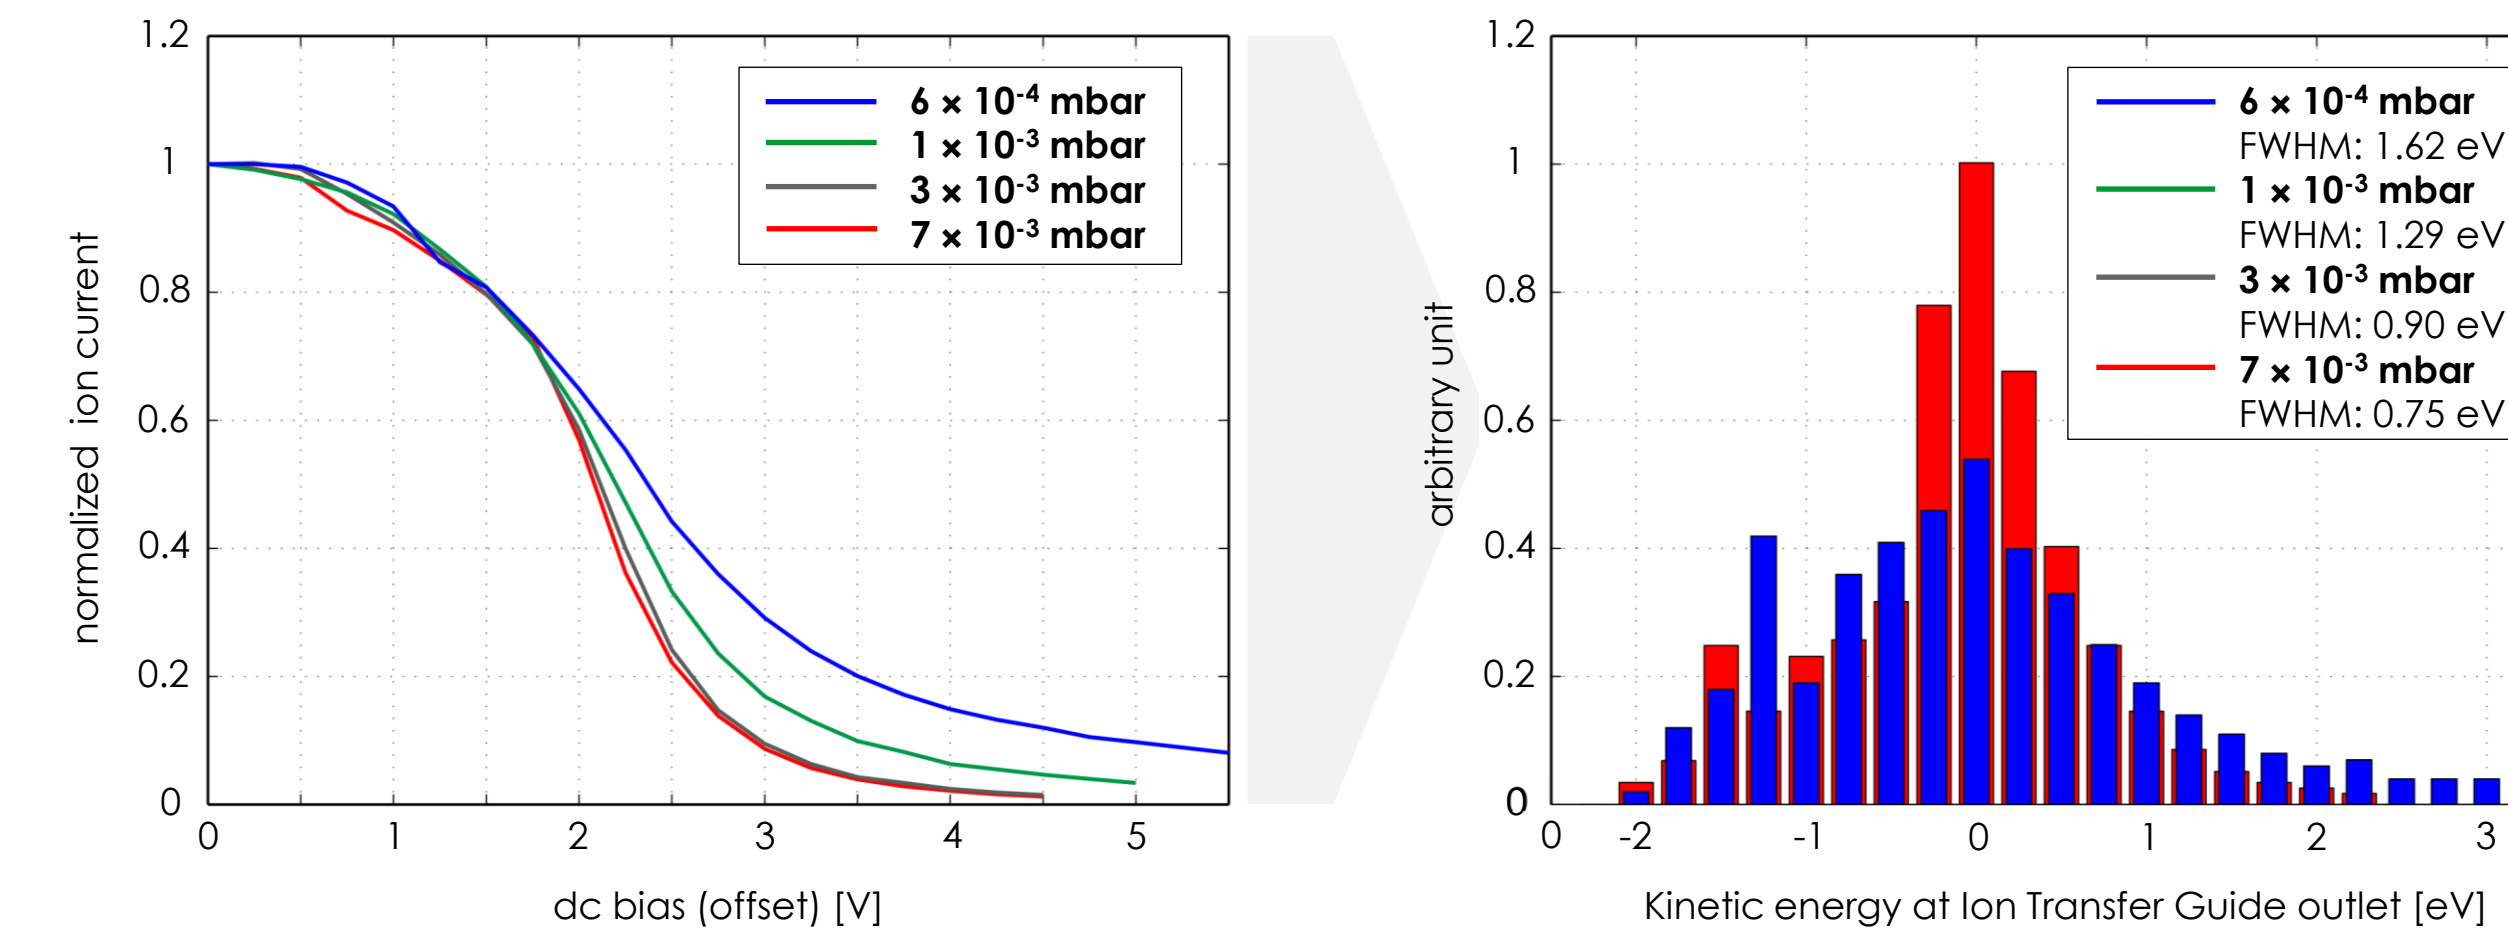 1.2
1
0.8
0.6
0.4
0.2
0
0 1 2 3 4 5
normalized ion current
dc bias (offset) [V]
6 × 10⁻⁴ mbar
1 × 10⁻³ mbar
3 × 10⁻³ mbar
7 × 10⁻³ mbar
1.2
1
0.8
0.6
0.4
0.2
0
0 -2 -1 0 1 2 3
arbitrary unit
Kinetic energy at Ion Transfer Guide outlet [eV]
6 × 10⁻⁴ mbar
FWHM: 1.62 eV
1 × 10⁻³ mbar
FWHM: 1.29 eV
3 × 10⁻³ mbar
FWHM: 0.90 eV
7 × 10⁻³ mbar
FWHM: 0.75 eV